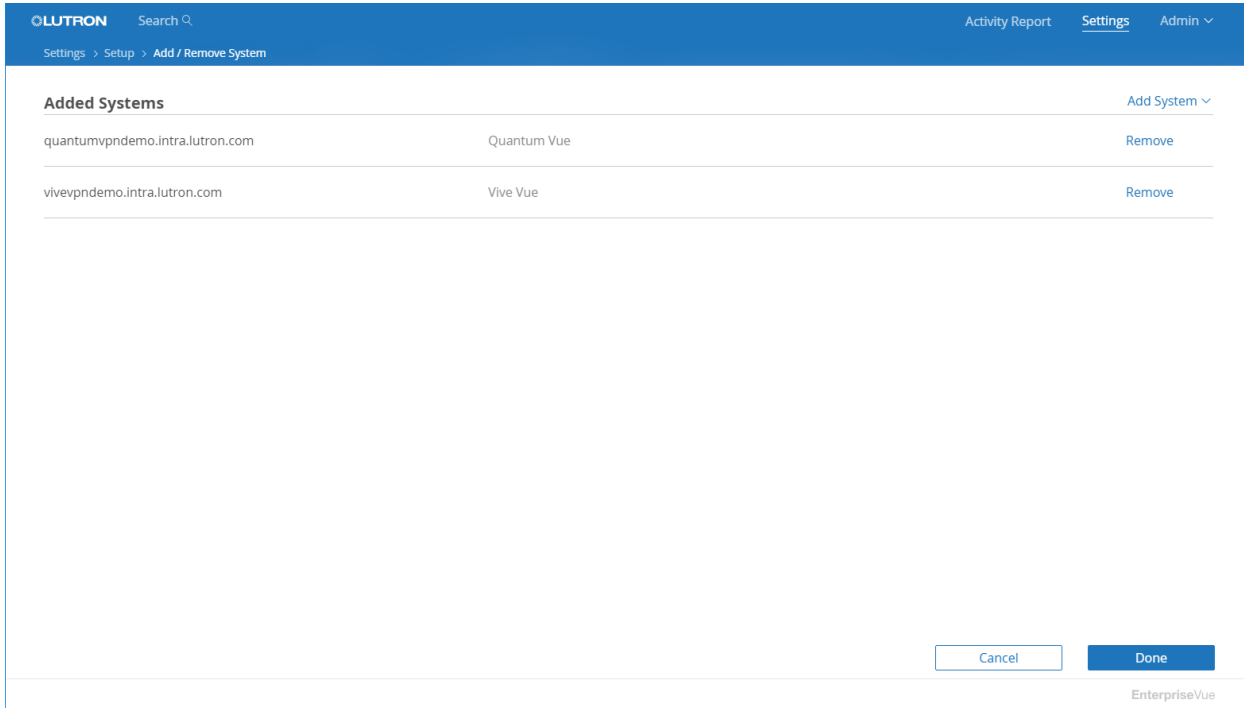 LUTRON Search Activity Report Settings Admin
Settings > Setup > Add / Remove System
Added Systems Add System
quantumvpndemo.intra.lutron.com Quantum Vue Remove
vivevpndemo.intra.lutron.com Vive Vue Remove
Cancel Done
EnterpriseVue